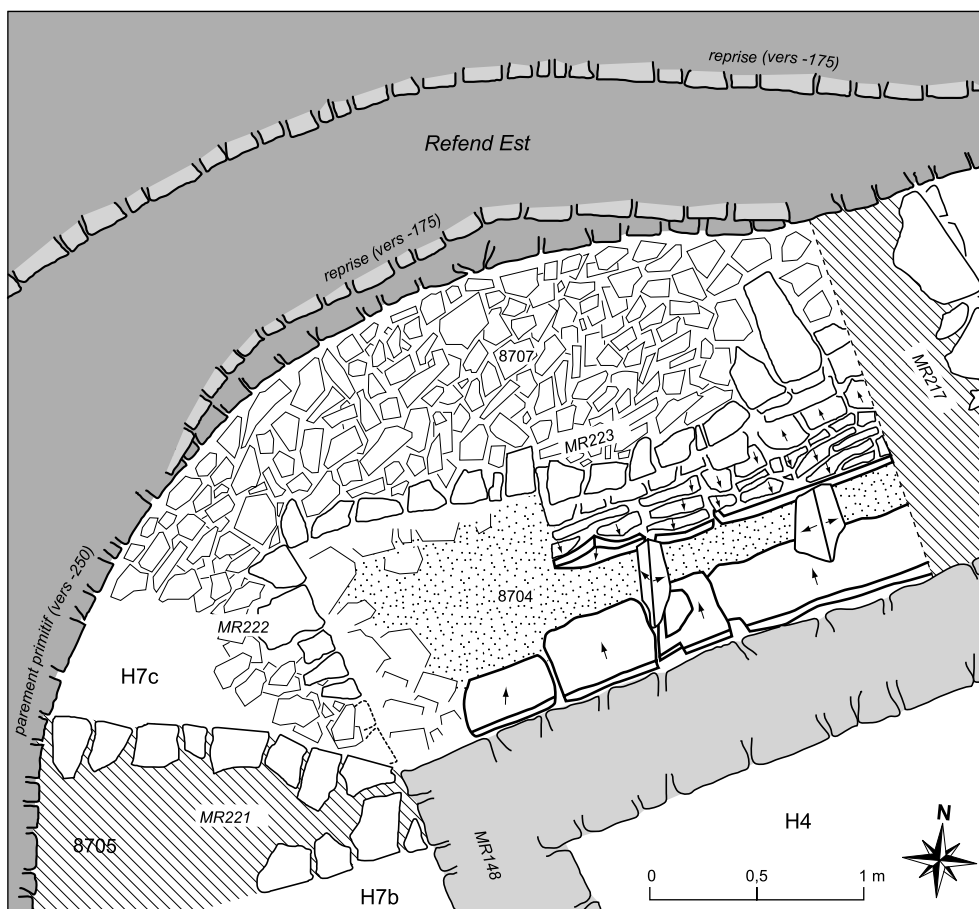 reprise (vers -175)
Refend Est
reprise (vers -175)
8707
MR217
MR223
parement primitif (vers -250)
8704
MR222
H7c
MR221
8705
H4
MR148
H7b
N
0 0,5 1 m